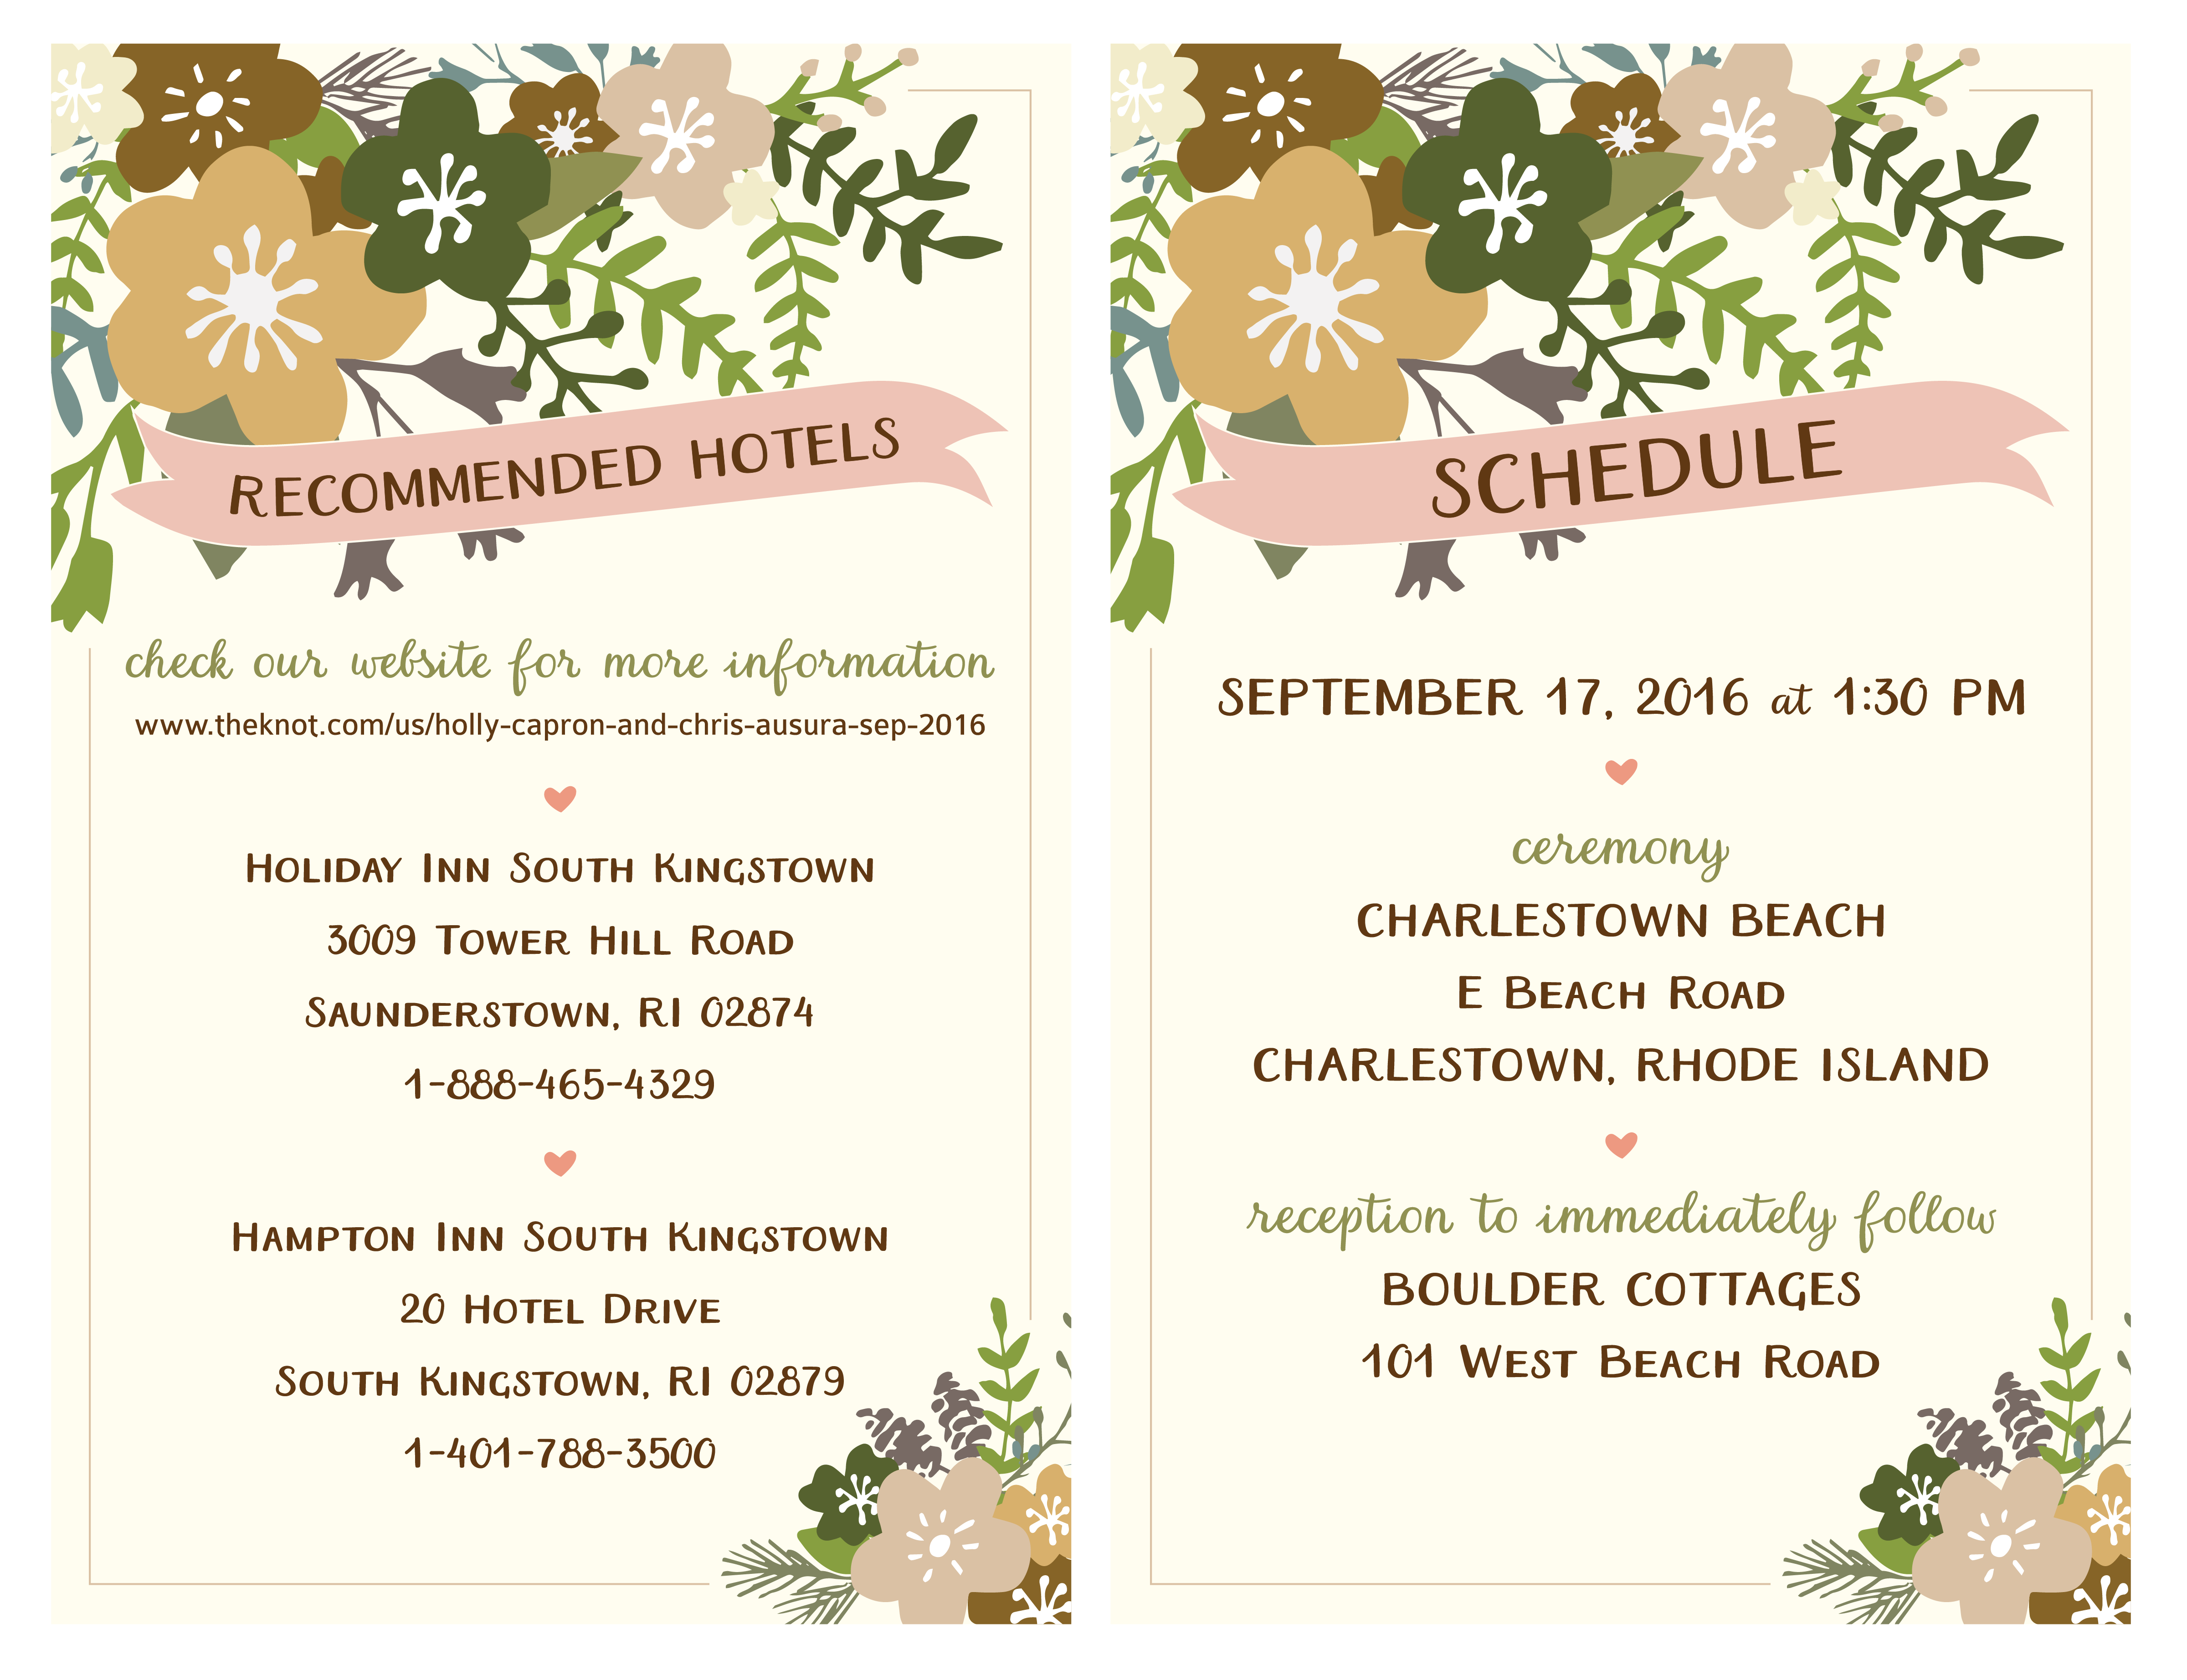 RECOMMENDED HOTELS
check our website for more information
www.theknot.com/us/holly-capron-and-chris-ausura-sep-2016
Holiday Inn South Kingstown
3009 Tower Hill Road
Saunderstown, RI 02874
1-888-465-4329
Hampton Inn South Kingstown
20 Hotel Drive
South Kingstown, RI 02879
1-401-788-3500
SCHEDULE
SEPTEMBER 17, 2016 at 1:30 PM
ceremony
CHARLESTOWN BEACH
E Beach Road
CHARLESTOWN, RHODE ISLAND
reception to immediately follow
BOULDER COTTAGES
101 West Beach Road